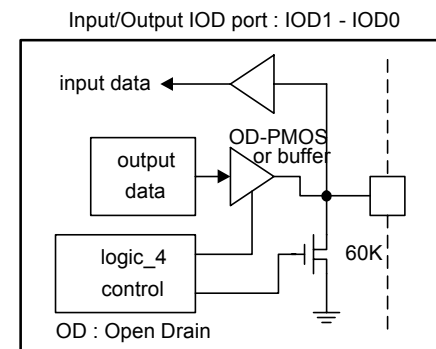 Input/Output IOD port : IOD1 - IOD0
input data
OD-PMOS
or buffer
output
data
60K
logic_4
control
OD : Open Drain